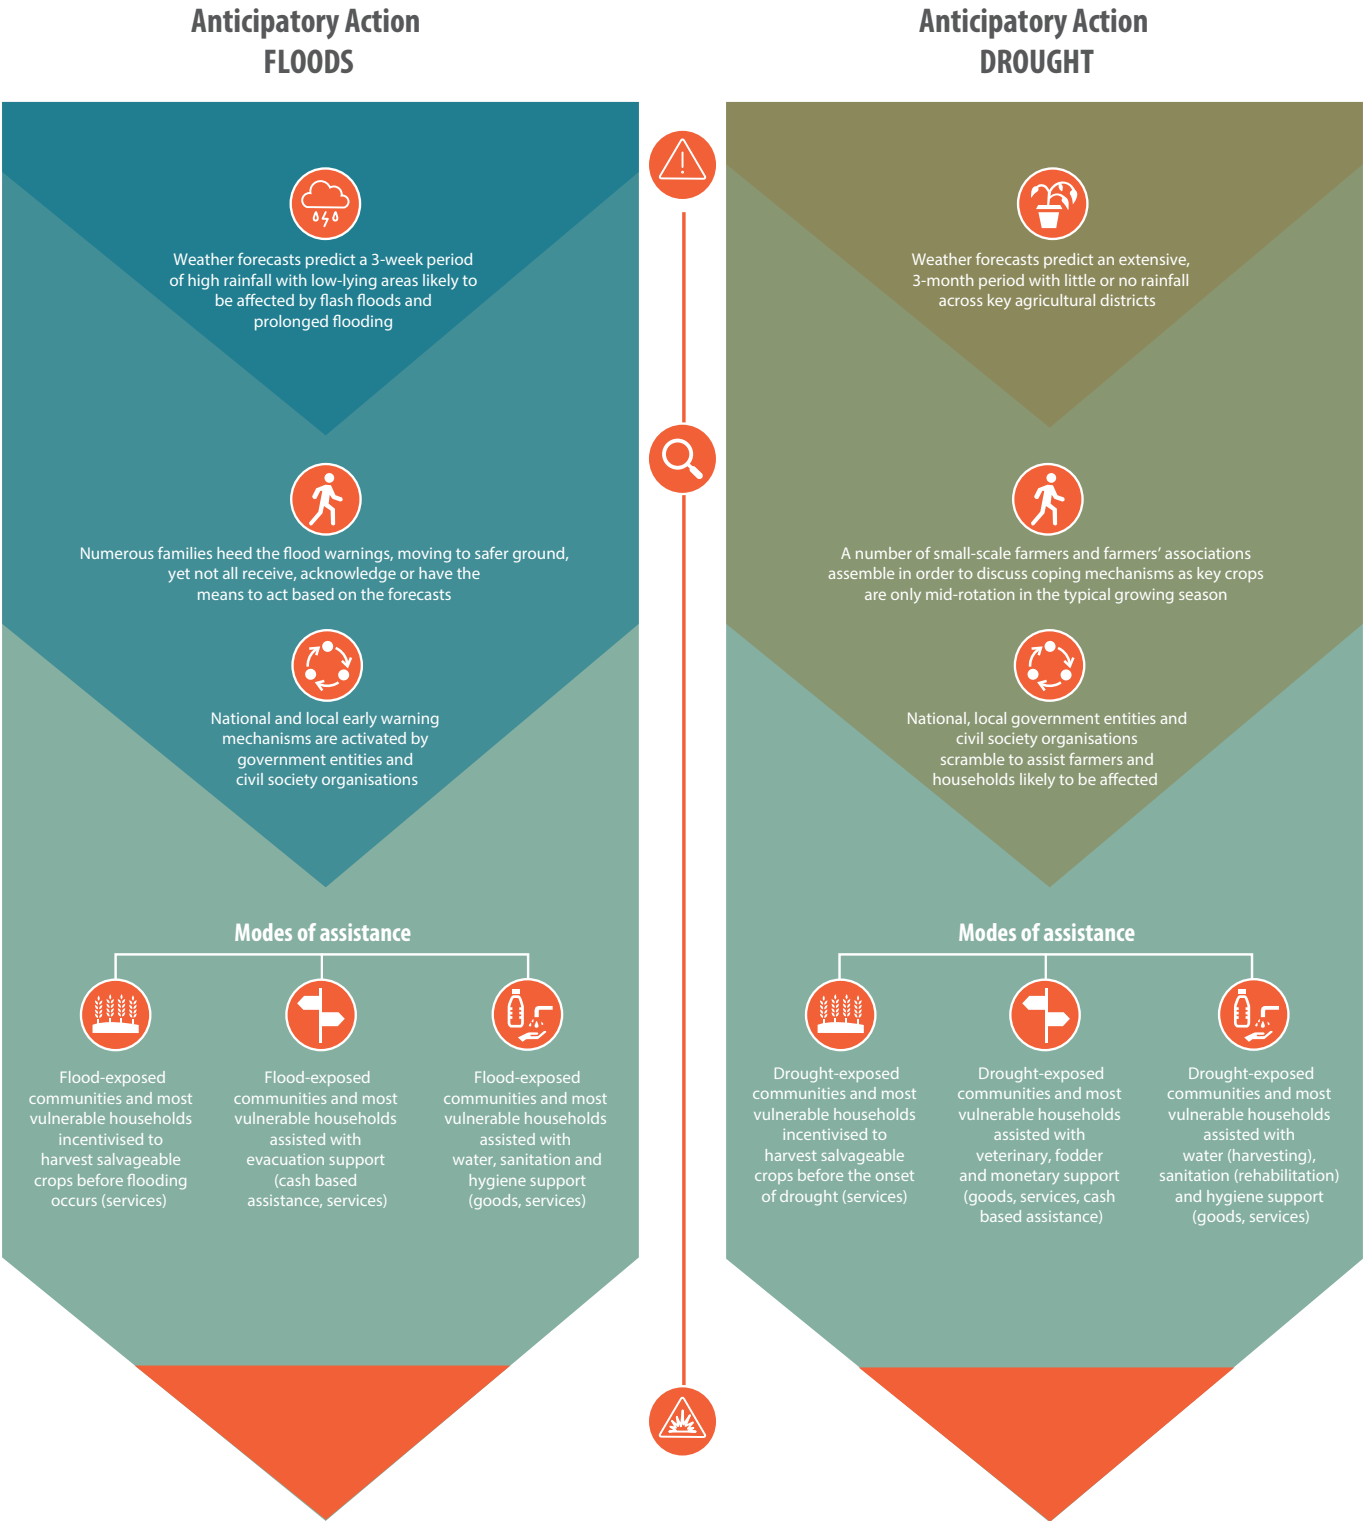 Anticipatory Action
FLOODS
Weather forecasts predict a 3-week period
of high rainfall with low-lying areas likely to
be affected by flash floods and
prolonged flooding
Numerous families heed the flood warnings, moving to safer ground,
yet not all receive, acknowledge or have the
means to act based on the forecasts
National and local early warning
mechanisms are activated by
government entities and
civil society organisations
Modes of assistance
Flood-exposed
communities and most
vulnerable households
incentivised to
harvest salvageable
crops before flooding
occurs (services)
Flood-exposed
communities and most
vulnerable households
assisted with
evacuation support
(cash based
assistance, services)
Flood-exposed
communities and most
vulnerable households
assisted with
water, sanitation and
hygiene support
(goods, services)
Anticipatory Action
DROUGHT
Weather forecasts predict an extensive,
3-month period with little or no rainfall
across key agricultural districts
A number of small-scale farmers and farmers’ associations
assemble in order to discuss coping mechanisms as key crops
are only mid-rotation in the typical growing season
National, local government entities and
civil society organisations
scramble to assist farmers and
households likely to be affected
Modes of assistance
Drought-exposed
communities and most
vulnerable households
incentivised to
harvest salvageable
crops before the onset
of drought (services)
Drought-exposed
communities and most
vulnerable households
assisted with
veterinary, fodder
and monetary support
(goods, services, cash
based assistance)
Drought-exposed
communities and most
vulnerable households
assisted with
water (harvesting),
sanitation (rehabilitation)
and hygiene support
(goods, services)